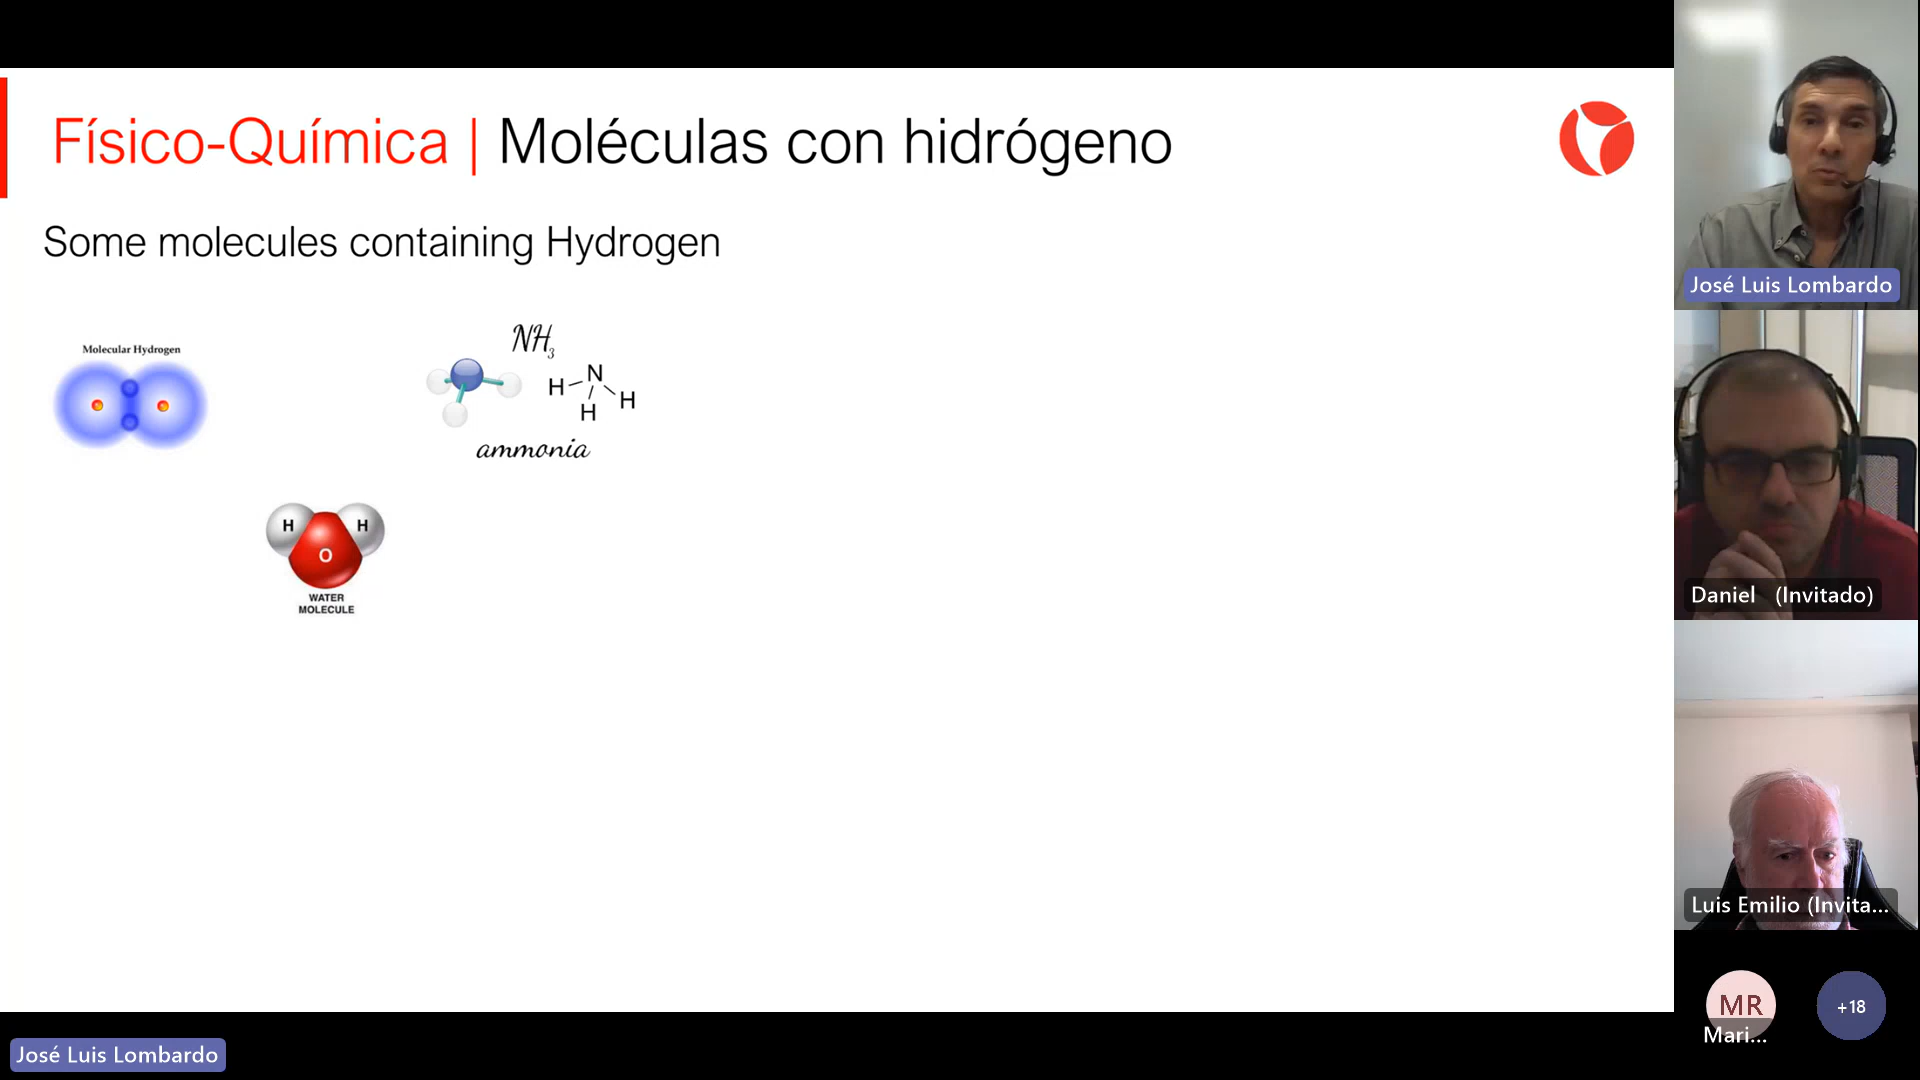 Físico-Química | Moléculas con hidrógeno
Some molecules containing Hydrogen
Molecular Hydrogen
NH3
H N H
H
ammonia
H H
O
WATER
MOLECULE
José Luis Lombardo
José Luis Lombardo
Daniel (Invitado)
Luis Emilio (Invita...
MR
Mari...
+18